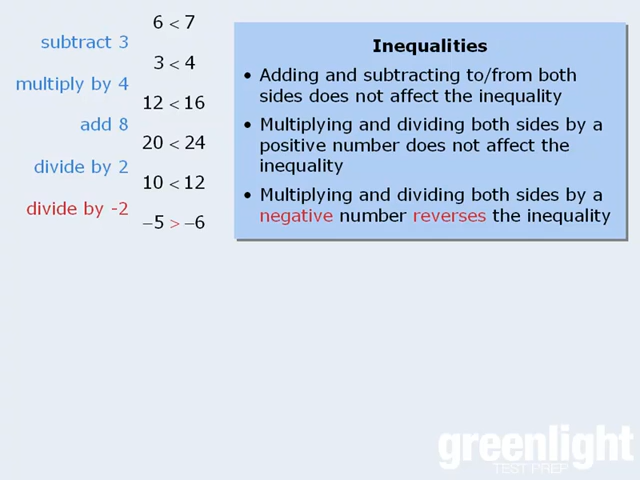 6 < 7
subtract 3
3 < 4
multiply by 4
12 < 16
add 8
20 < 24
divide by 2
10 < 12
divide by -2
−5 > −6
Inequalities
• Adding and subtracting to/from both
sides does not affect the inequality
• Multiplying and dividing both sides by a
positive number does not affect the
inequality
• Multiplying and dividing both sides by a
negative number reverses the inequality
greenlight
TEST PREP